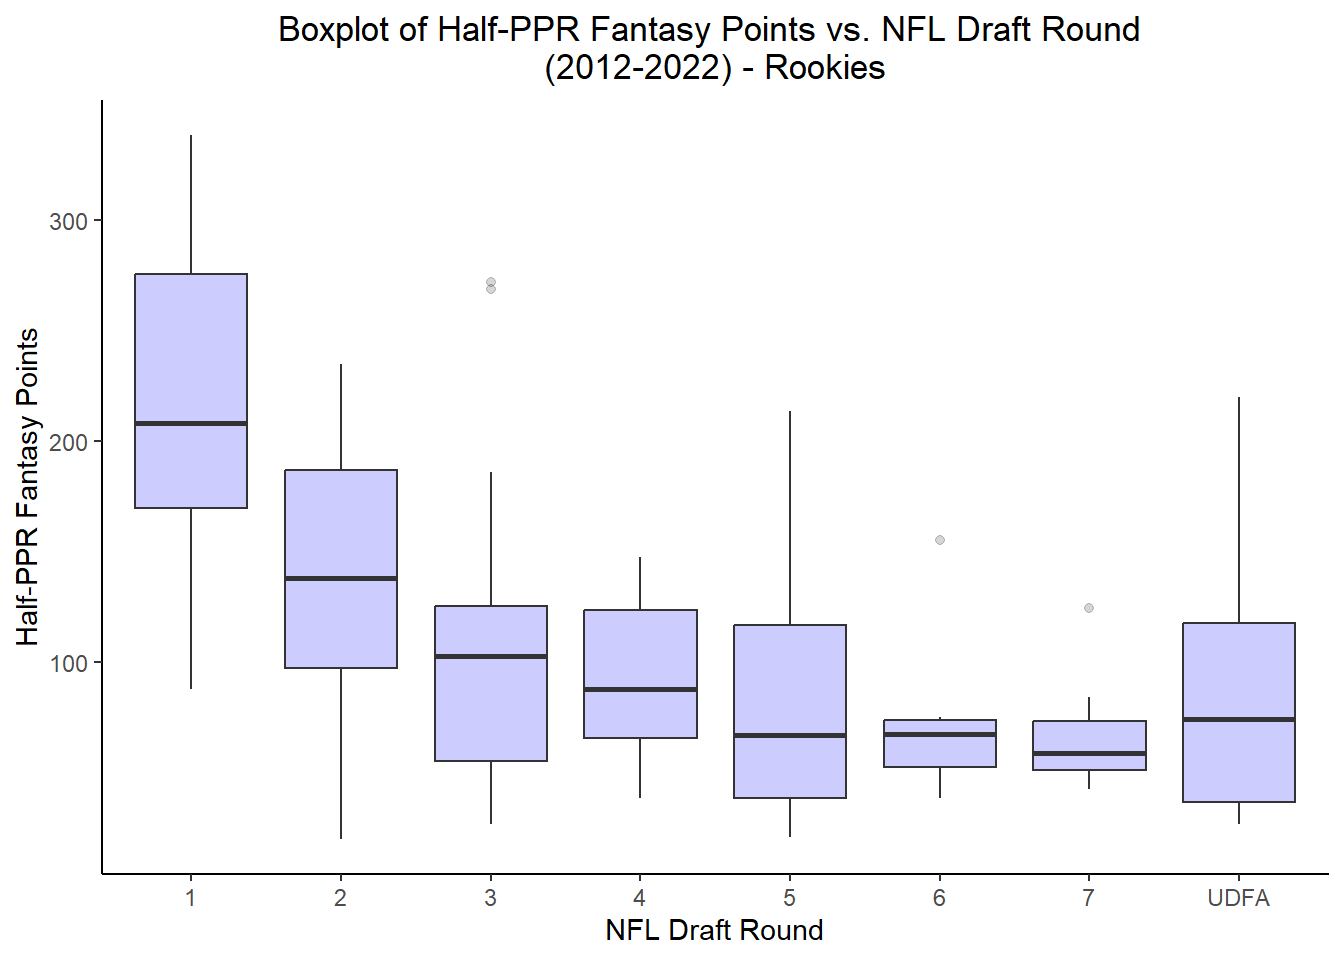 Boxplot of Half-PPR Fantasy Points vs. NFL Draft Round
(2012-2022) - Rookies
Half-PPR Fantasy Points
300
200
100
1
2
3
4
5
6
7
UDFA
NFL Draft Round